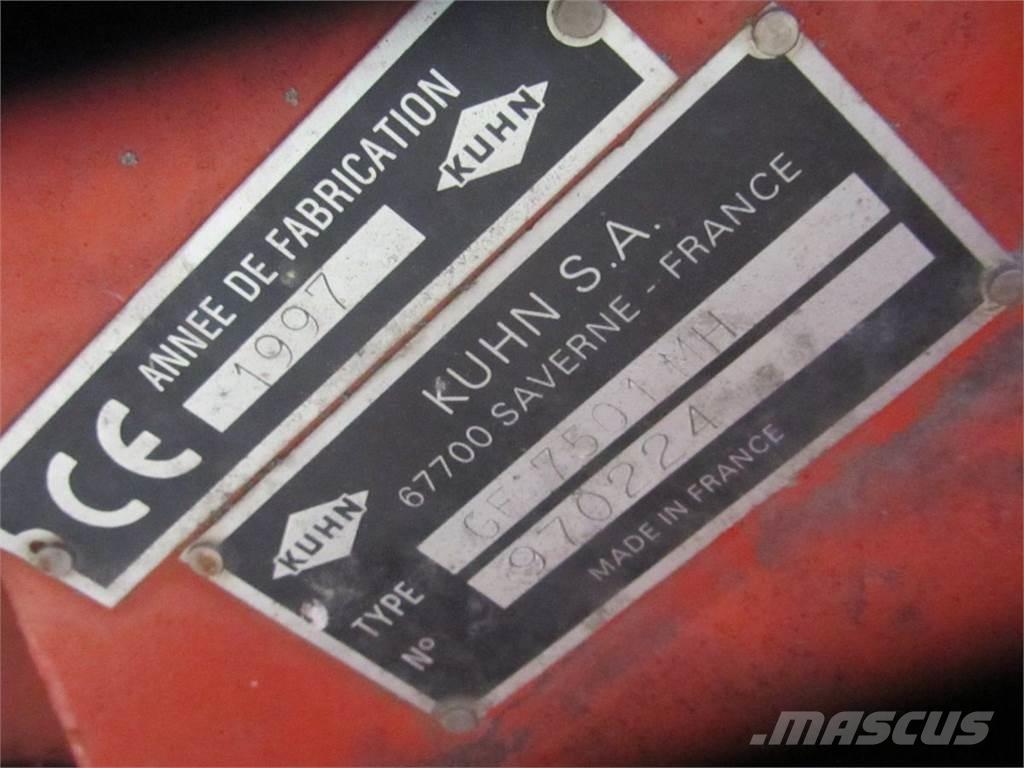 ANNEE DE FABRICATION
KUHN
1997
CE
KUHN S.A.
67700 SAVERNE - FRANCE
KUHN
TYPE GF 7501 MH
N° 970224
MADE IN FRANCE
.MASCUS